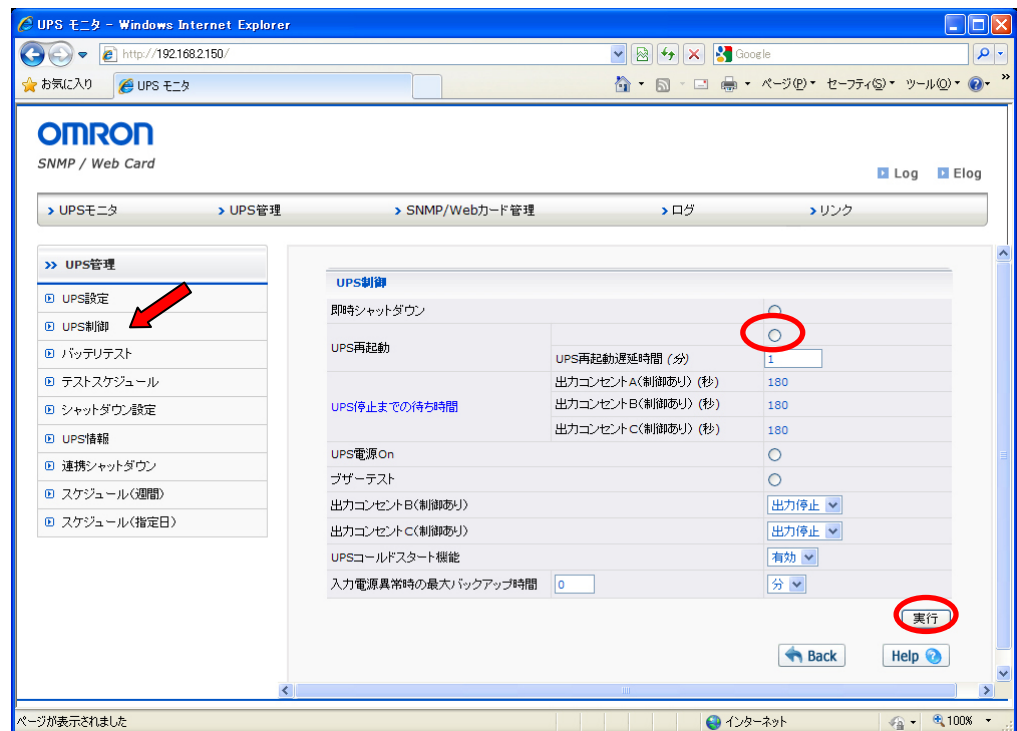 UPS モニタ - Windows Internet Explorer
http://192.168.2.150/
Google
お気に入り
UPS モニタ
ページ(P)
セーフティ(S)
ツール(O)
»
OMRON
SNMP / Web Card
Log
Elog
UPSモニタ
UPS管理
SNMP/Webカード管理
ログ
リンク
>> UPS管理
UPS設定
UPS制御
バッテリテスト
テストスケジュール
シャットダウン設定
UPS情報
連携シャットダウン
スケジュール(週間)
スケジュール(指定日)
UPS制御
即時シャットダウン
UPS再起動
UPS再起動遅延時間 (分)
1
UPS停止までの待ち時間
出力コンセントA(制御あり) (秒)
180
出力コンセントB(制御あり) (秒)
180
出力コンセントC(制御あり) (秒)
180
UPS電源On
ブザーテスト
出力コンセントB(制御あり)
出力停止
出力コンセントC(制御あり)
出力停止
UPSコールドスタート機能
有効
入力電源異常時の最大バックアップ時間
0
分
実行
Back
Help
ページが表示されました
インターネット
100%